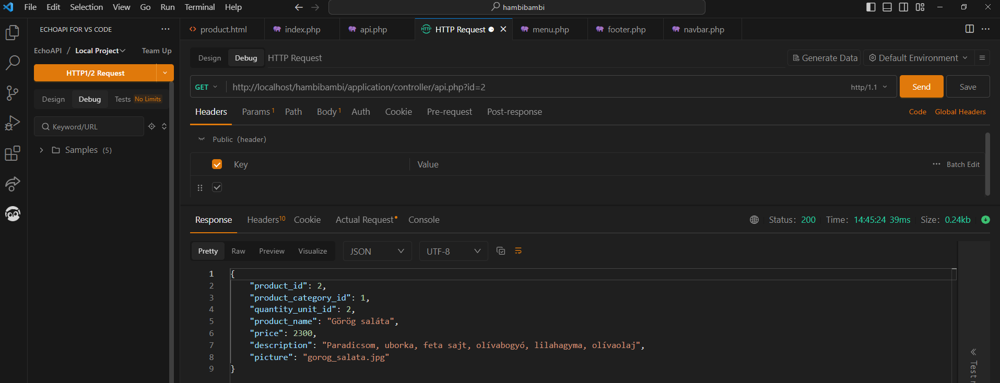 File Edit Selection View Go Run Terminal Help
hambibambi
ECHOAPI FOR VS CODE
product.html index.php api.php HTTP Request menu.php footer.php navbar.php
EchoAPI / Local Project Team Up
HTTP1/2 Request
Design Debug Tests No Limits
Keyword/URL
Samples (5)
Design Debug HTTP Request
Generate Data Default Environment
GET http://localhost/hambibambi/application/controller/api.php?id=2 http/1.1 Send Save
Headers Params 1 Path Body 1 Auth Cookie Pre-request Post-response Code Global Headers
Public (header)
Key Value Batch Edit
Response Headers 10 Cookie Actual Request Console Status: 200 Time: 14:45:24 39ms Size: 0.24kb
Pretty Raw Preview Visualize JSON UTF-8
1 {
2 "product_id": 2,
3 "product_category_id": 1,
4 "quantity_unit_id": 2,
5 "product_name": "Görög saláta",
6 "price": 2300,
7 "description": "Paradicsom, uborka, feta sajt, olívabogyó, lilahagyma, olívaolaj",
8 "picture": "gorog_salata.jpg"
9 }
Test